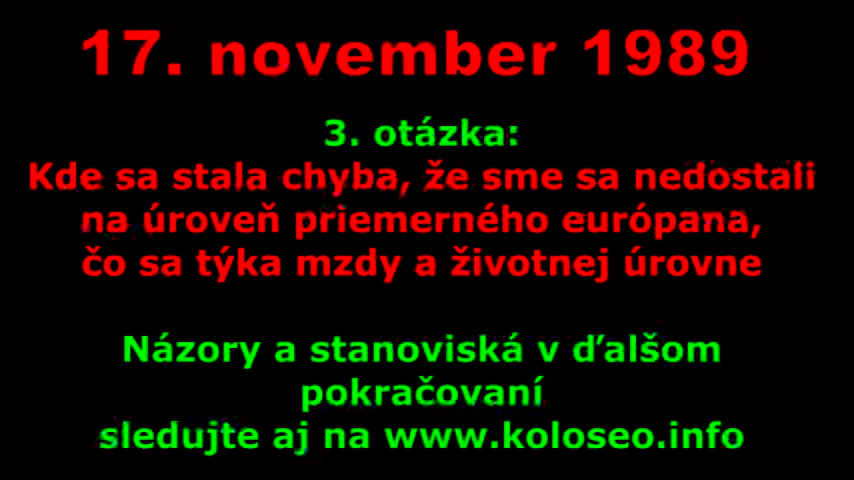 17. november 1989
3. otázka:
Kde sa stala chyba, že sme sa nedostali
na úroveň priemerného európana,
čo sa týka mzdy a životnej úrovne
Názory a stanoviská v ďalšom
pokračovaní
sledujte aj na www.koloseo.info